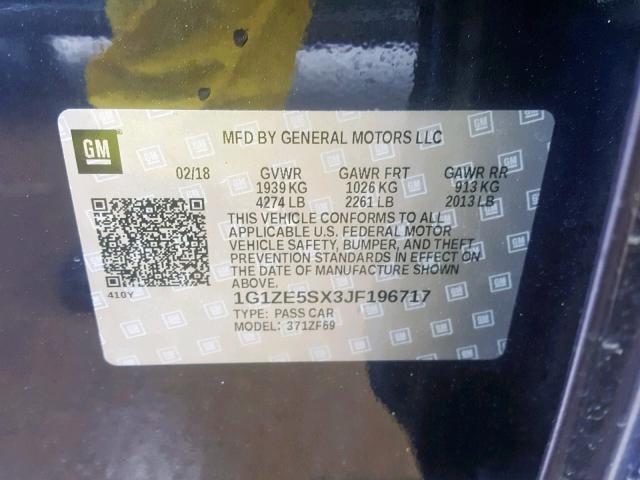 GM
MFD BY GENERAL MOTORS LLC
02/18 GVWR GAWR FRT GAWR RR
1939 KG 1026 KG 913 KG
4274 LB 2261 LB 2013 LB
THIS VEHICLE CONFORMS TO ALL
APPLICABLE U.S. FEDERAL MOTOR
VEHICLE SAFETY, BUMPER, AND THEFT
PREVENTION STANDARDS IN EFFECT ON
THE DATE OF MANUFACTURE SHOWN
ABOVE.
410Y
1G1ZE5SX3JF196717
TYPE: PASS CAR
MODEL: 371ZF69